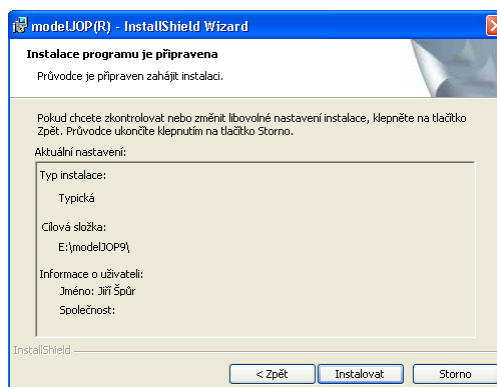 modelJOP(R) - InstallShield Wizard
Instalace programu je připravena
Průvodce je připraven zahájit instalaci.
Pokud chcete zkontrolovat nebo změnit libovolné nastavení instalace, klepněte na tlačítko
Zpět. Průvodce ukončíte klepnutím na tlačítko Storno.
Aktuální nastavení:
Typ instalace:
Typická
Cílová složka:
E:\modelJOP9\
Informace o uživateli:
Jméno: Jiří Špůr
Společnost:
InstallShield
< Zpět
Instalovat
Storno